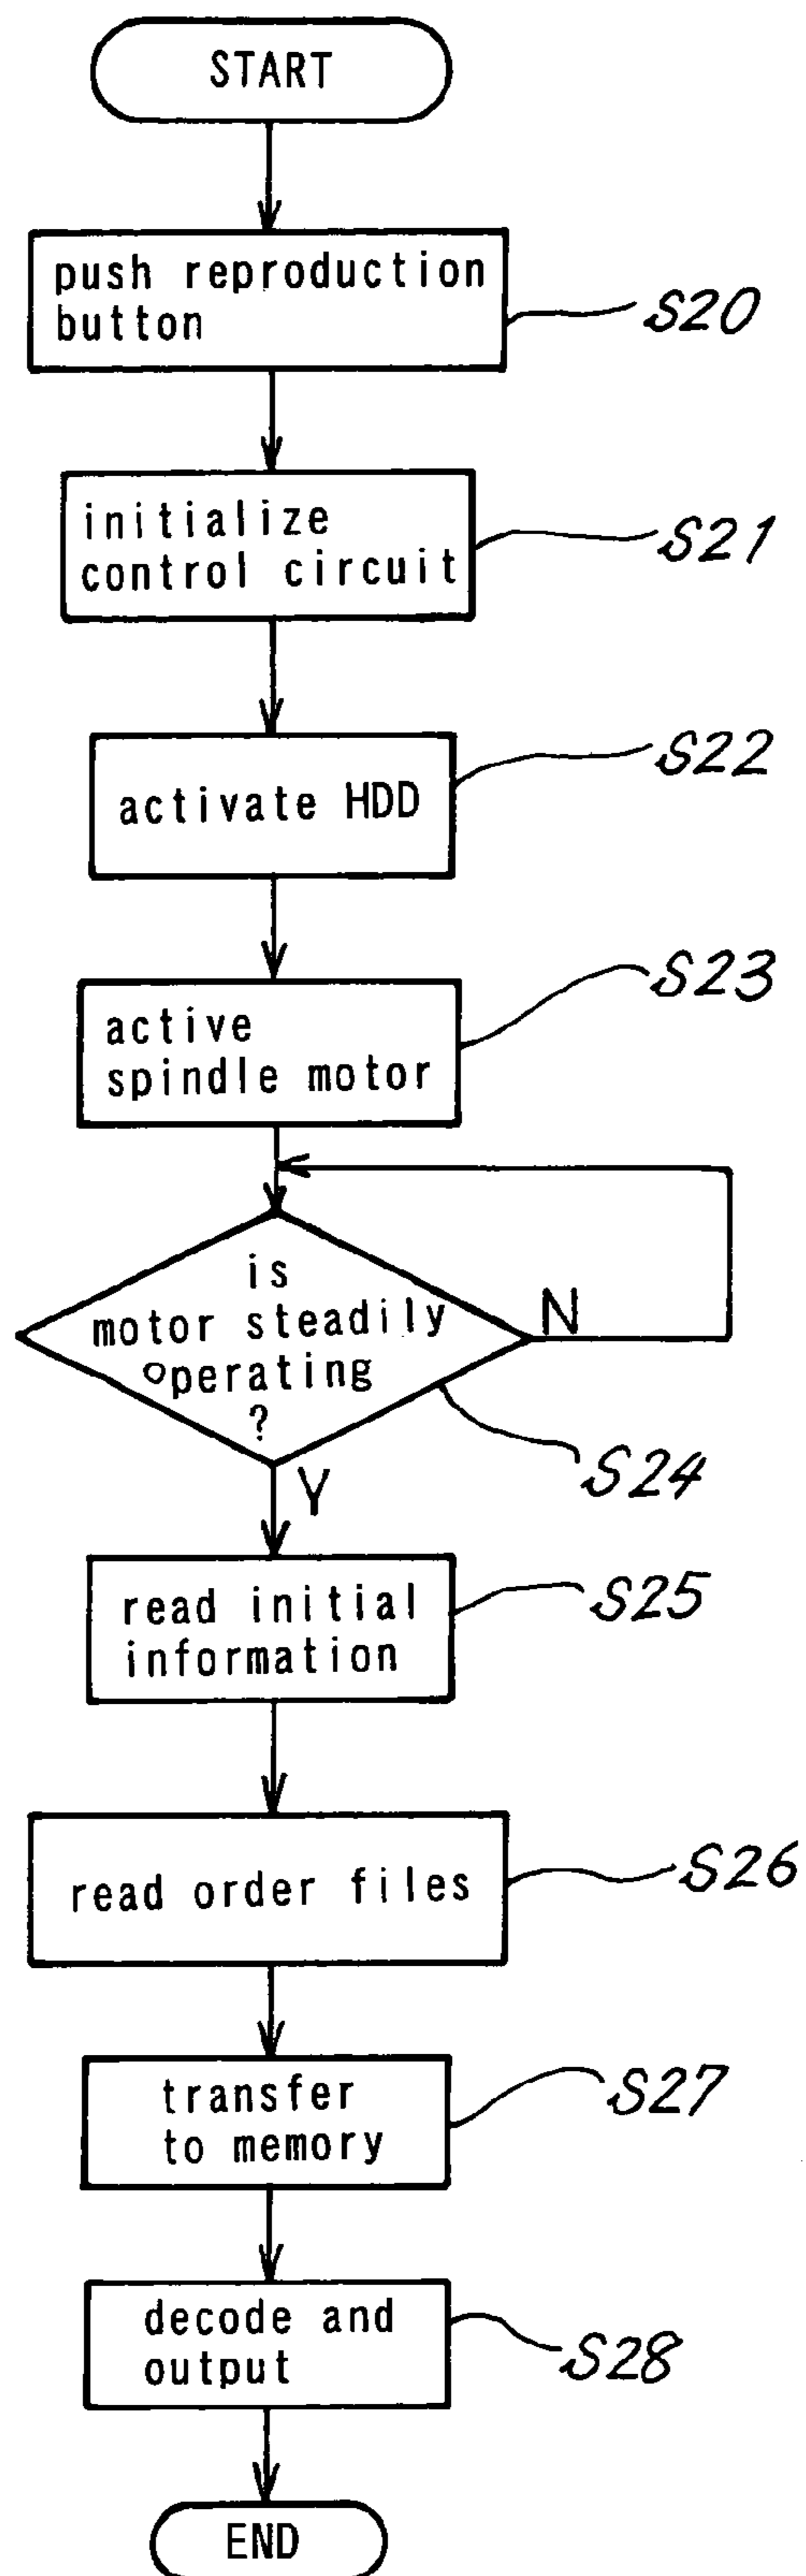 START
push reproduction
button
S20
initialize
control circuit
S21
activate HDD
S22
active
spindle motor
S23
is
motor steadily
operating
?
N
S24
Y
read initial
information
S25
read order files
S26
transfer
to memory
S27
decode and
output
S28
END